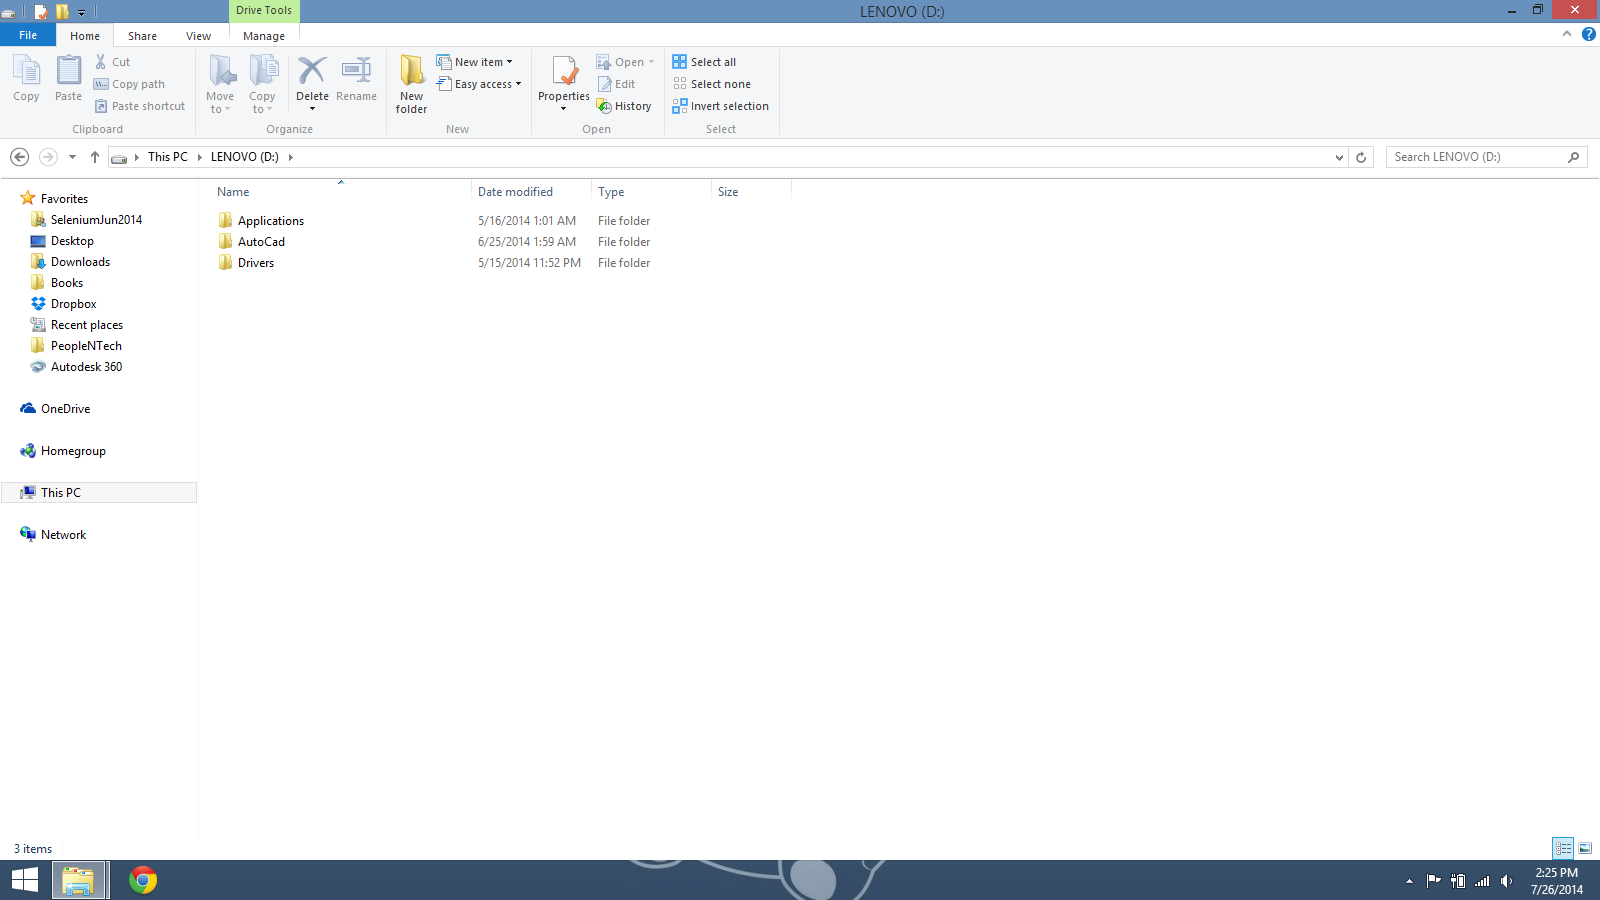 Drive Tools
LENOVO (D:)
File Home Share View Manage
Copy
Paste
Cut
Copy path
Paste shortcut
Clipboard
Move to
Copy to
Delete
Rename
Organize
New folder
New item
Easy access
New
Properties
Open
Edit
History
Open
Select all
Select none
Invert selection
Select
This PC LENOVO (D:)
Search LENOVO (D:)
Favorites
SeleniumJun2014
Desktop
Downloads
Books
Dropbox
Recent places
PeopleNTech
Autodesk 360
OneDrive
Homegroup
This PC
Network
Name Date modified Type Size
Applications 5/16/2014 1:01 AM File folder
AutoCad 6/25/2014 1:59 AM File folder
Drivers 5/15/2014 11:52 PM File folder
3 items
2:25 PM
7/26/2014